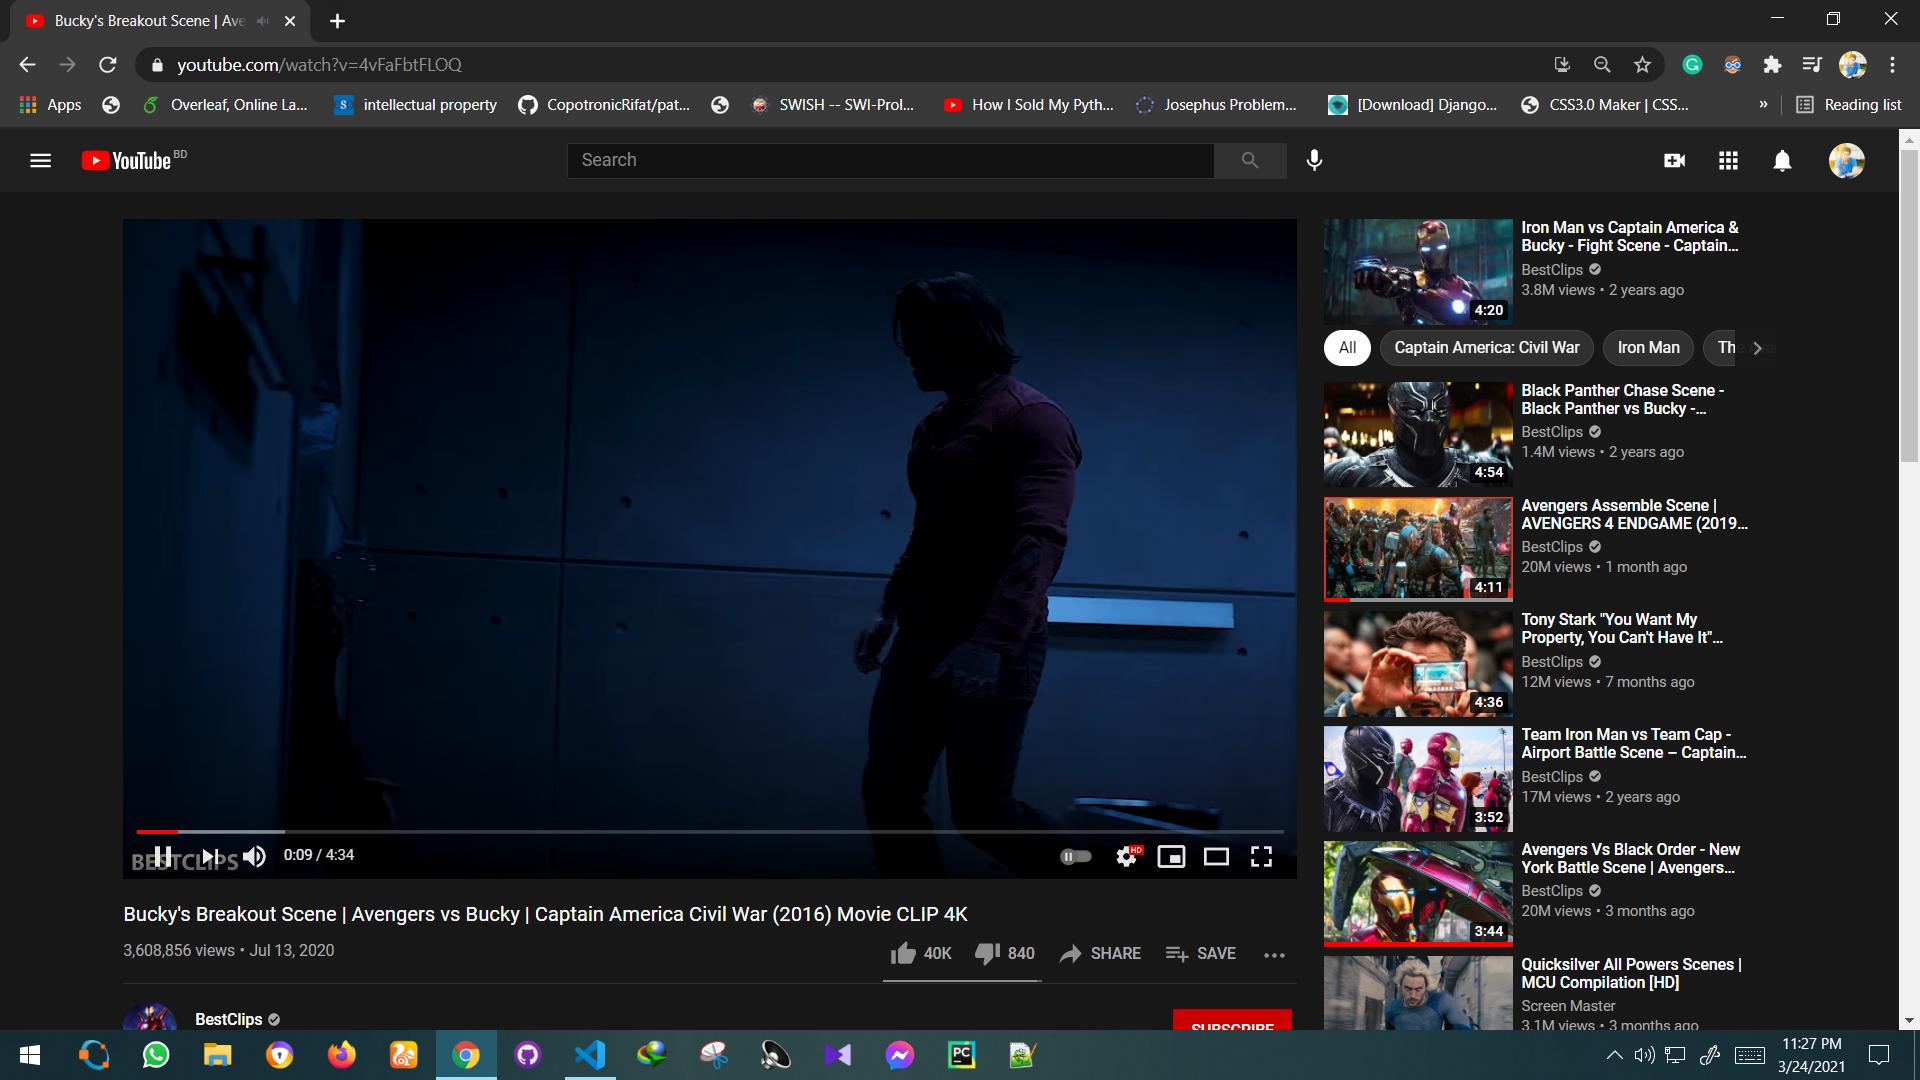 Bucky's Breakout Scene | Ave
youtube.com/watch?v=4vFaFbtFLOQ
Apps
Overleaf, Online La...
intellectual property
CopotronicRifat/pat...
SWISH -- SWI-Prol...
How I Sold My Pyth...
Josephus Problem...
[Download] Django...
CSS3.0 Maker | CSS...
»
Reading list
YouTube BD
Search
Iron Man vs Captain America &
Bucky - Fight Scene - Captain...
BestClips
3.8M views • 2 years ago
4:20
All
Captain America: Civil War
Iron Man
Black Panther Chase Scene -
Black Panther vs Bucky -...
BestClips
1.4M views • 2 years ago
4:54
Avengers Assemble Scene |
AVENGERS 4 ENDGAME (2019...
BestClips
20M views • 1 month ago
4:11
Tony Stark "You Want My
Property, You Can't Have It"...
BestClips
12M views • 7 months ago
4:36
Team Iron Man vs Team Cap -
Airport Battle Scene – Captain...
BestClips
17M views • 2 years ago
3:52
Avengers Vs Black Order - New
York Battle Scene | Avengers...
BestClips
20M views • 3 months ago
3:44
Quicksilver All Powers Scenes |
MCU Compilation [HD]
Screen Master
3.1M views • 3 months ago
BESTCLIPS
0:09 / 4:34
HD
Bucky's Breakout Scene | Avengers vs Bucky | Captain America Civil War (2016) Movie CLIP 4K
3,608,856 views • Jul 13, 2020
40K
840
SHARE
SAVE
BestClips
SUBSCRIBE
PC
11:27 PM
3/24/2021